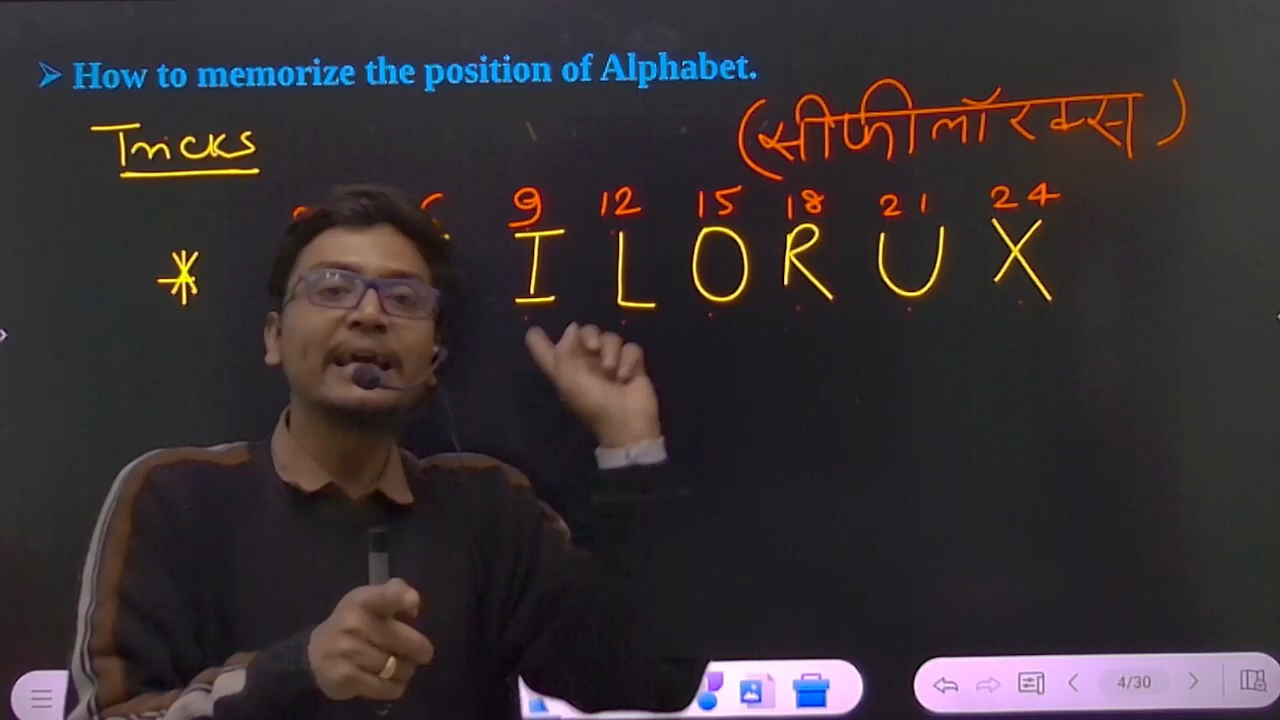 ➢ How to memorize the position of Alphabet.
Tricks
(सीफीलॉरक्स)
9 12 15 18 21 24
* I L O R U X
4/30